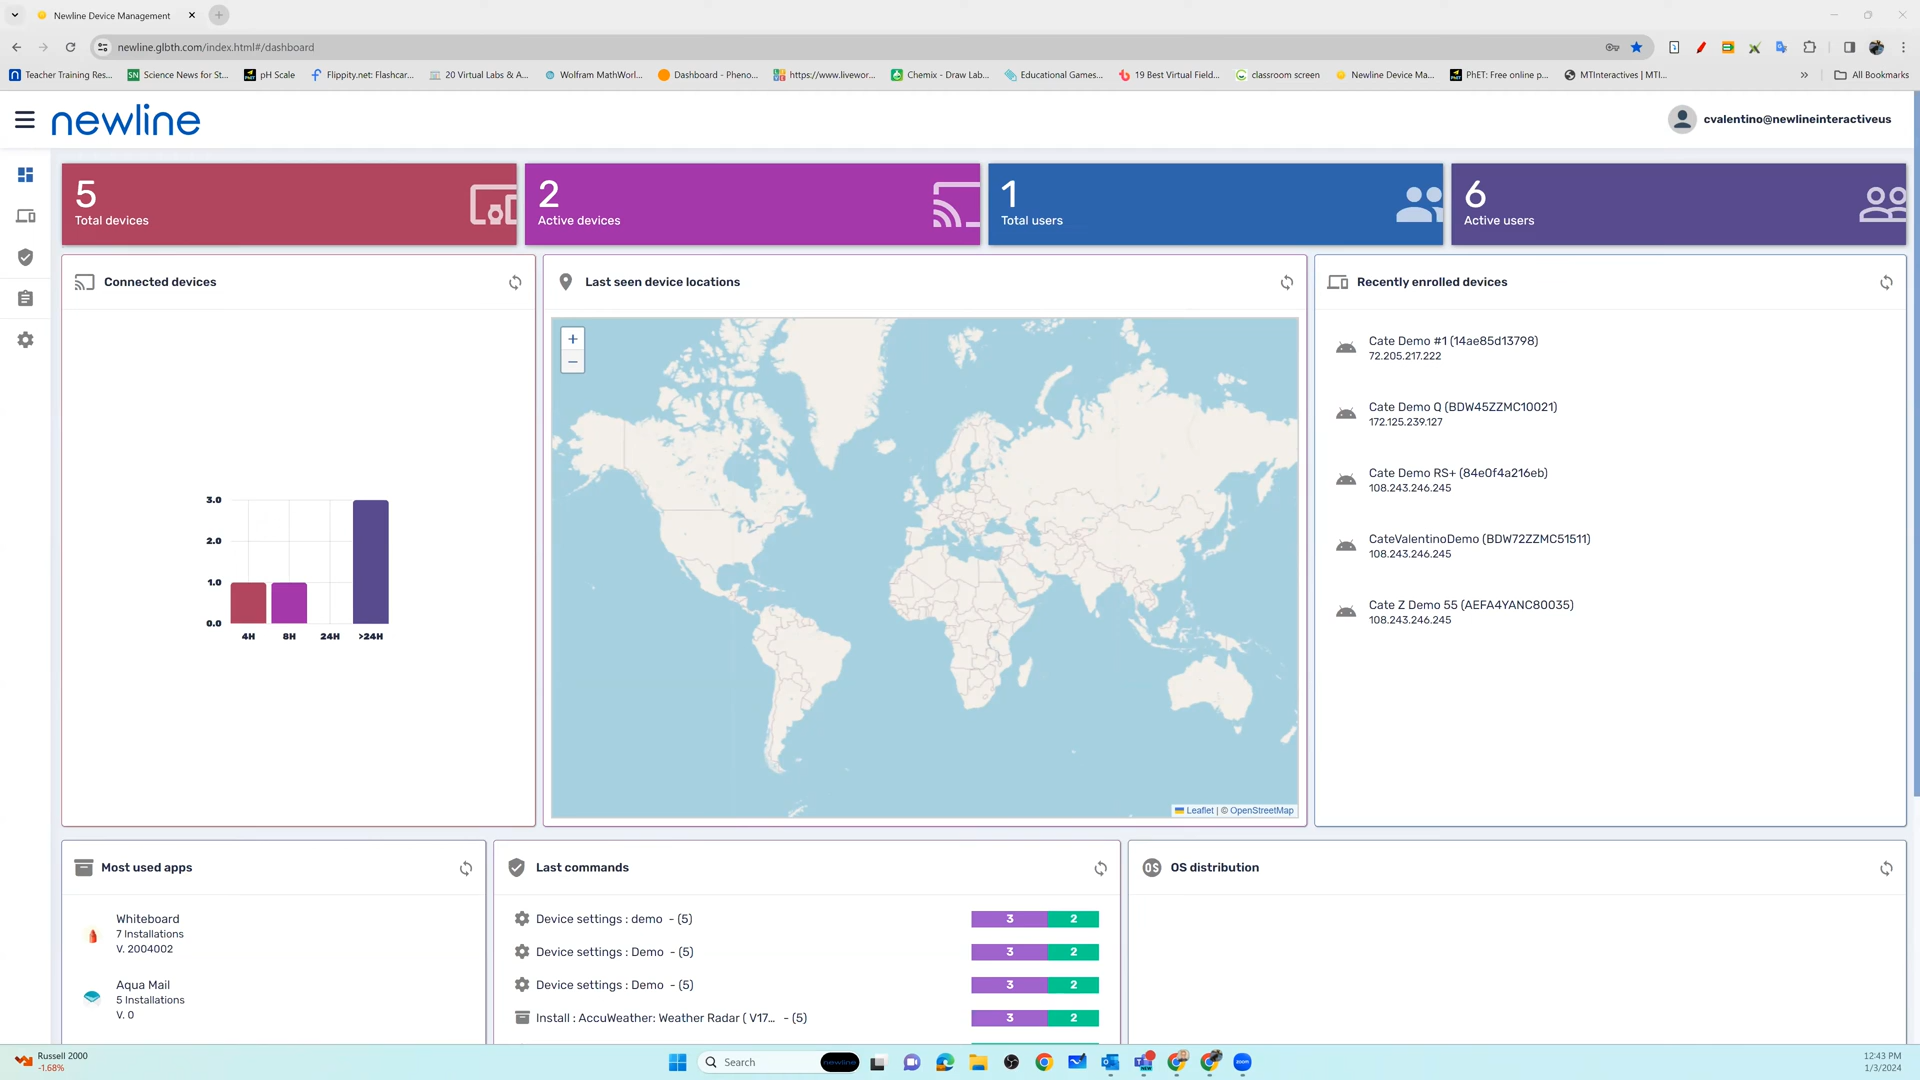 Newline Device Management
newline.glbth.com/index.html#/dashboard
Teacher Training Res...
Science News for St...
pH Scale
Flippity.net: Flashcar...
20 Virtual Labs & A...
Wolfram MathWorl...
Dashboard - Pheno...
https://www.livewor...
Chemix - Draw Lab...
Educational Games...
19 Best Virtual Field...
classroom screen
Newline Device Ma...
PhET: Free online p...
MTInteractives | MTI...
All Bookmarks
newline
cvalentino@newlineinteractiveus
5
Total devices
2
Active devices
1
Total users
6
Active users
Connected devices
3.0
2.0
1.0
0.0
4H 8H 24H >24H
Last seen device locations
+
−
Leaflet | © OpenStreetMap
Recently enrolled devices
Cate Demo #1 (14ae85d13798)
72.205.217.222
Cate Demo Q (BDW45ZZMC10021)
172.125.239.127
Cate Demo RS+ (84e0f4a216eb)
108.243.246.245
CateValentinoDemo (BDW72ZZMC51511)
108.243.246.245
Cate Z Demo 55 (AEFA4YANC80035)
108.243.246.245
Most used apps
Whiteboard
7 Installations
V. 2004002
Aqua Mail
5 Installations
V. 0
Last commands
Device settings : demo - (5) 3 2
Device settings : Demo - (5) 3 2
Device settings : Demo - (5) 3 2
Install : AccuWeather: Weather Radar ( V17... - (5) 3 2
OS OS distribution
Russell 2000
-1.68%
Search
newline
zoom
12:43 PM
1/3/2024